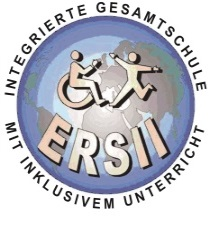 INTEGRIERTE GESAMTSCHULE
ERSII
MIT INKLUSIVEM UNTERRICHT